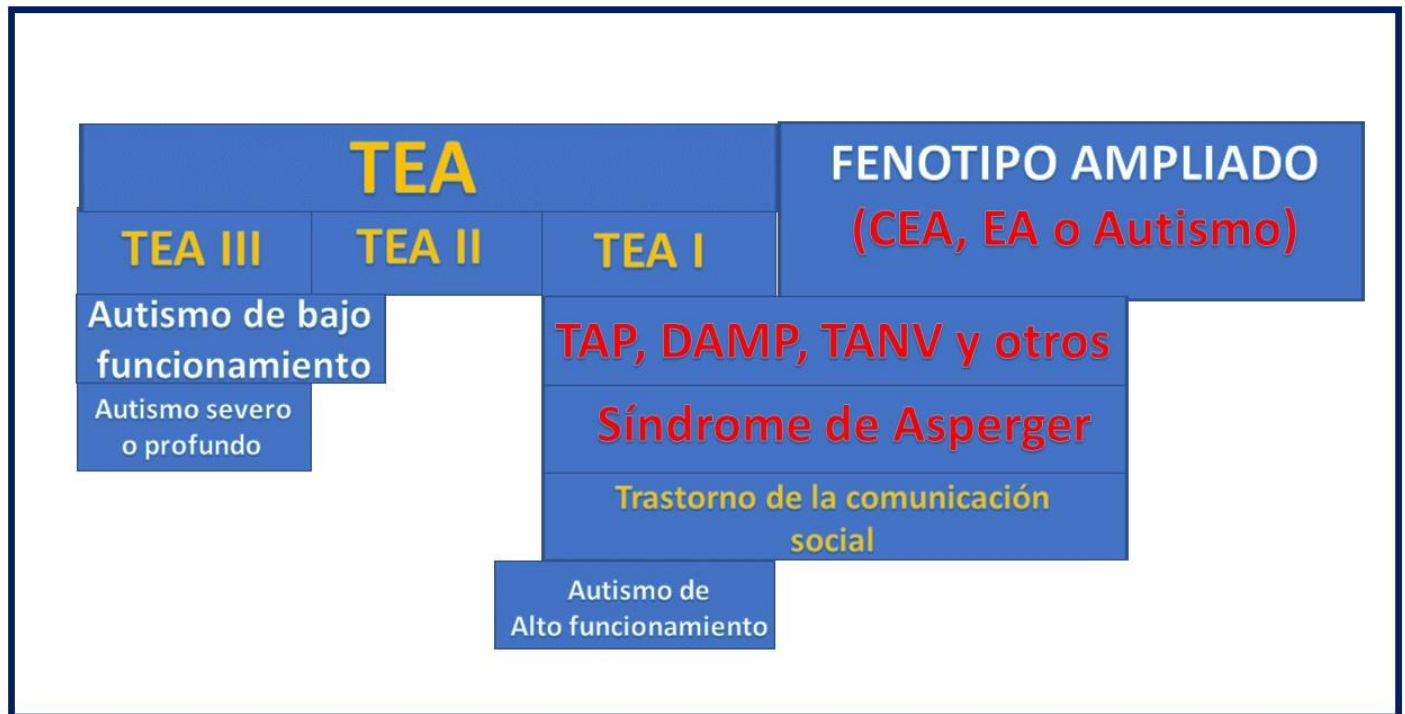 TEA
FENOTIPO AMPLIADO
(CEA, EA o Autismo)
TEA III
TEA II
TEA I
Autismo de bajo
funcionamiento
Autismo severo
o profundo
TAP, DAMP, TANV y otros
Síndrome de Asperger
Trastorno de la comunicación
social
Autismo de
Alto funcionamiento